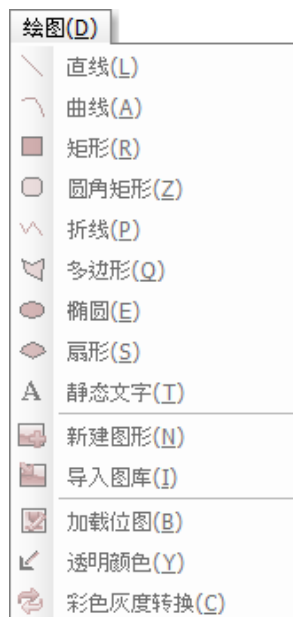 绘图(D)
直线(L)
曲线(A)
矩形(R)
圆角矩形(Z)
折线(P)
多边形(O)
椭圆(E)
扇形(S)
静态文字(T)
新建图形(N)
导入图库(I)
加载位图(B)
透明颜色(Y)
彩色灰度转换(C)